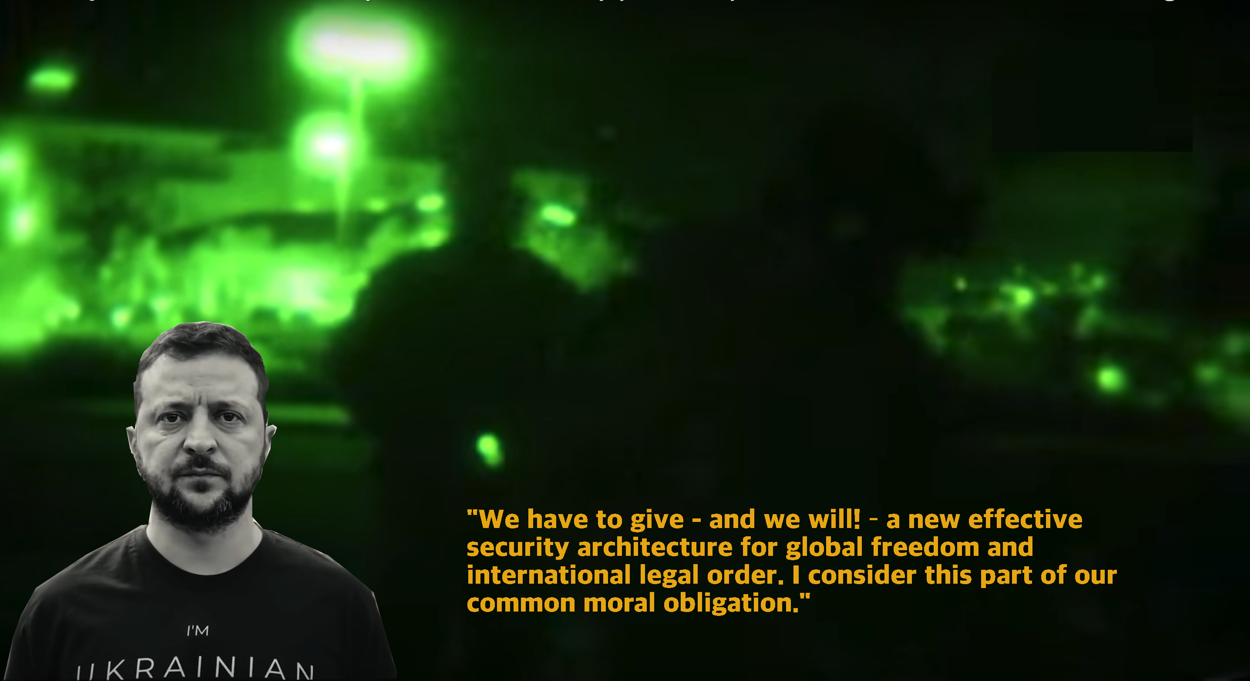 "We have to give - and we will! - a new effective
security architecture for global freedom and
international legal order. I consider this part of our
common moral obligation."
I'M
UKRAINIAN